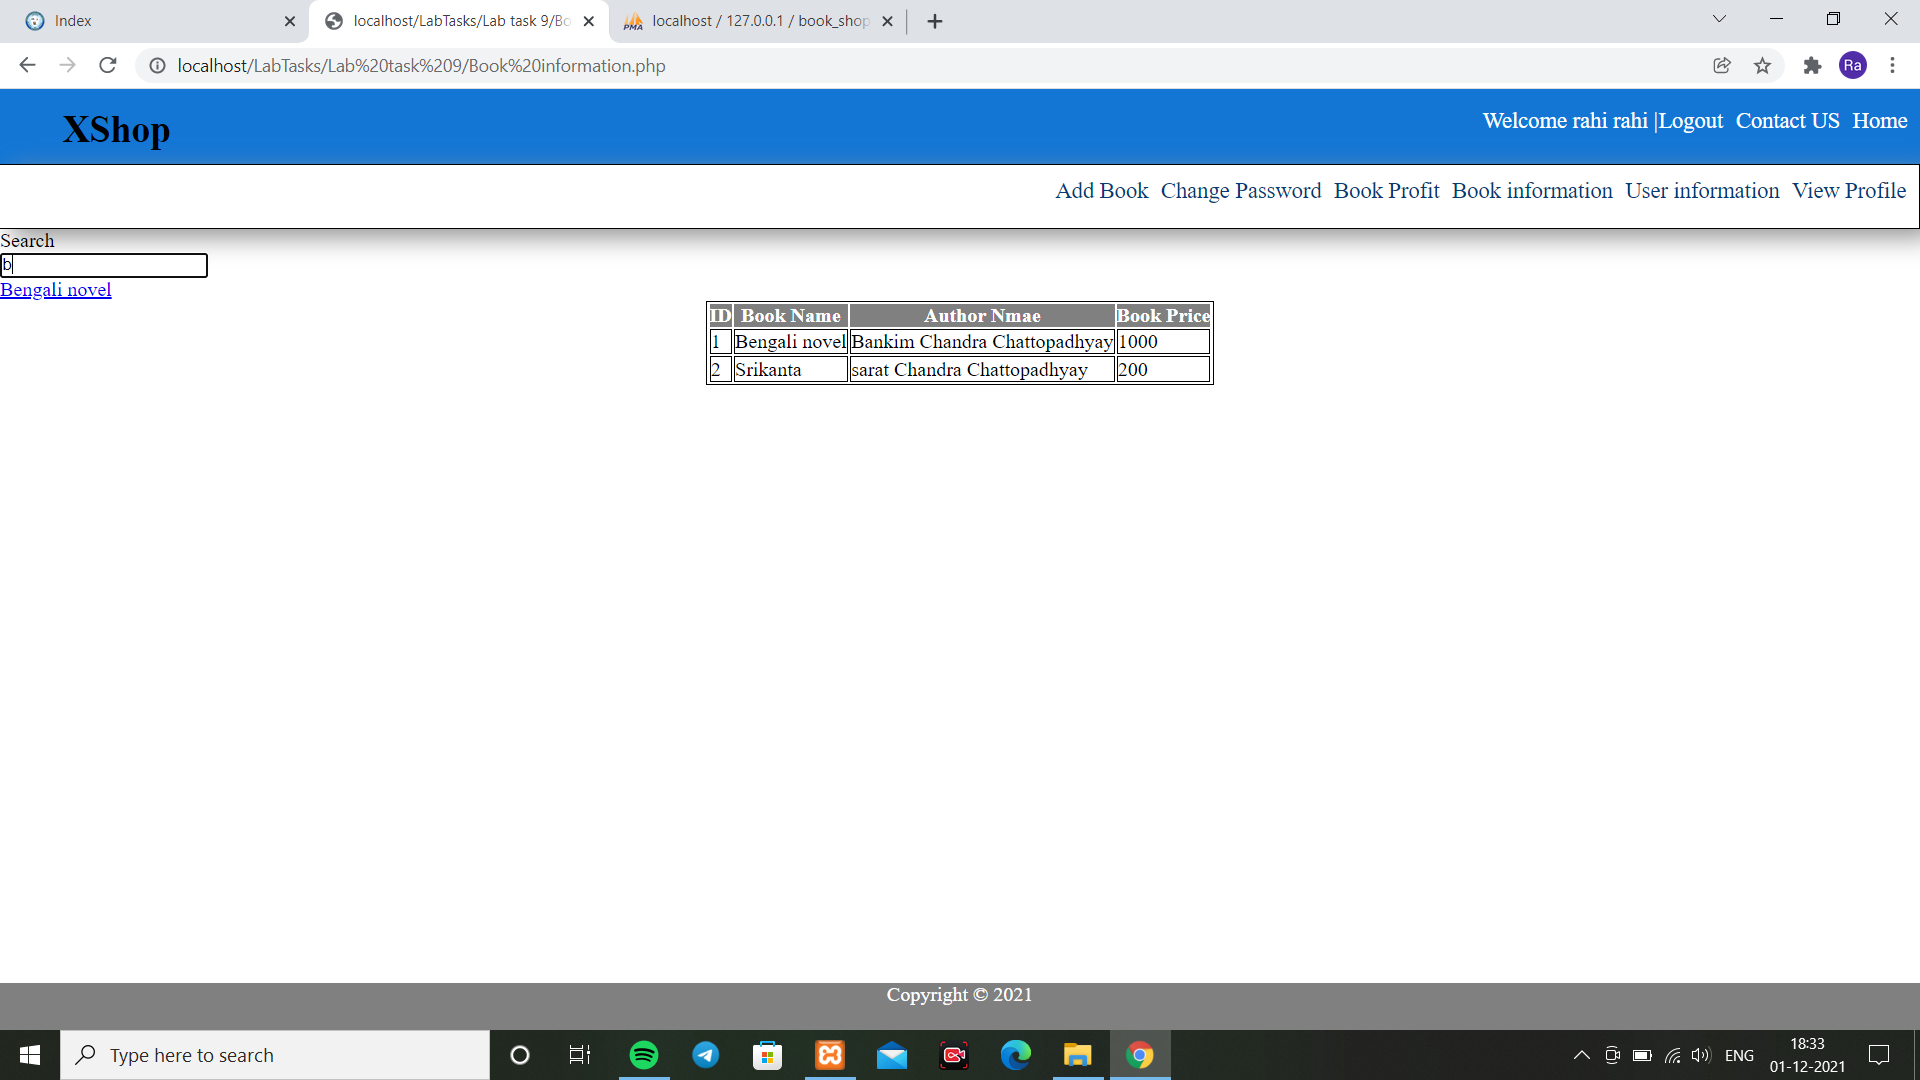 Index
localhost/LabTasks/Lab task 9/Bo
localhost / 127.0.0.1 / book_shop
localhost/LabTasks/Lab%20task%209/Book%20information.php
Ra
XShop
Welcome rahi rahi |Logout Contact US Home
Add Book Change Password Book Profit Book information User information View Profile
Search
b
Bengali novel
ID Book Name Author Nmae Book Price
1 Bengali novel Bankim Chandra Chattopadhyay 1000
2 Srikanta sarat Chandra Chattopadhyay 200
Copyright © 2021
Type here to search
ENG
18:33
01-12-2021